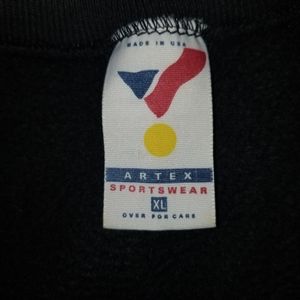 MADE IN USA
ARTEX
SPORTSWEAR
XL
OVER FOR CARE